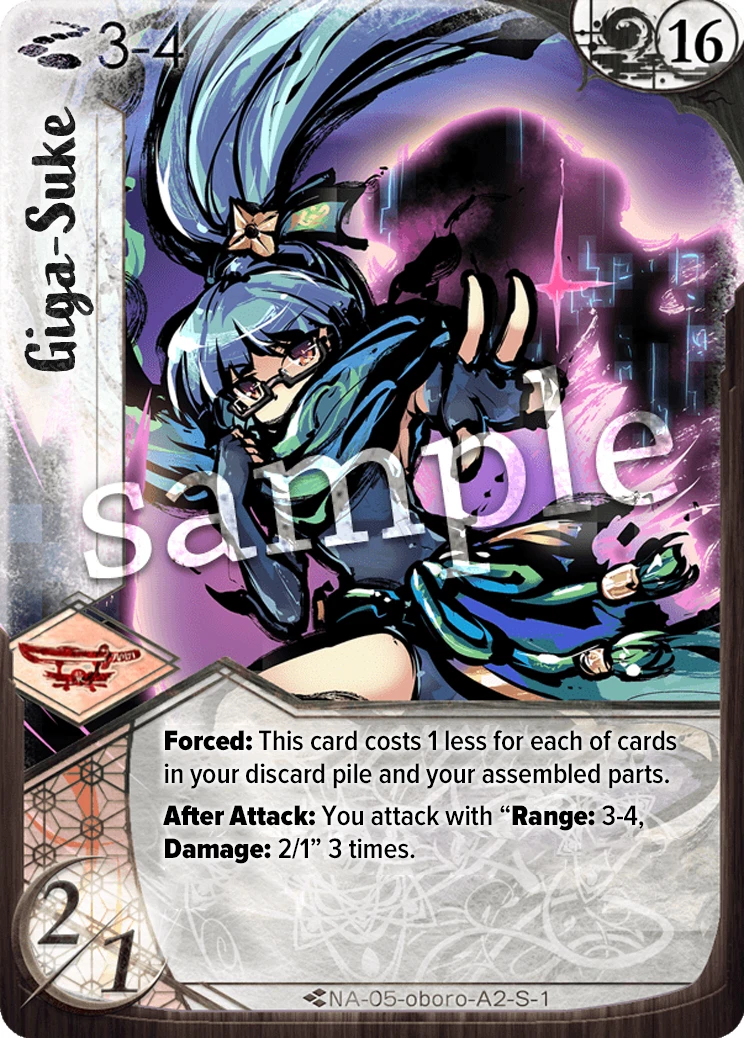 3-4
16
Giga-Suke
sample
Forced: This card costs 1 less for each of cards
in your discard pile and your assembled parts.
After Attack: You attack with “Range: 3-4,
Damage: 2/1” 3 times.
2/1
NA-05-oboro-A2-S-1